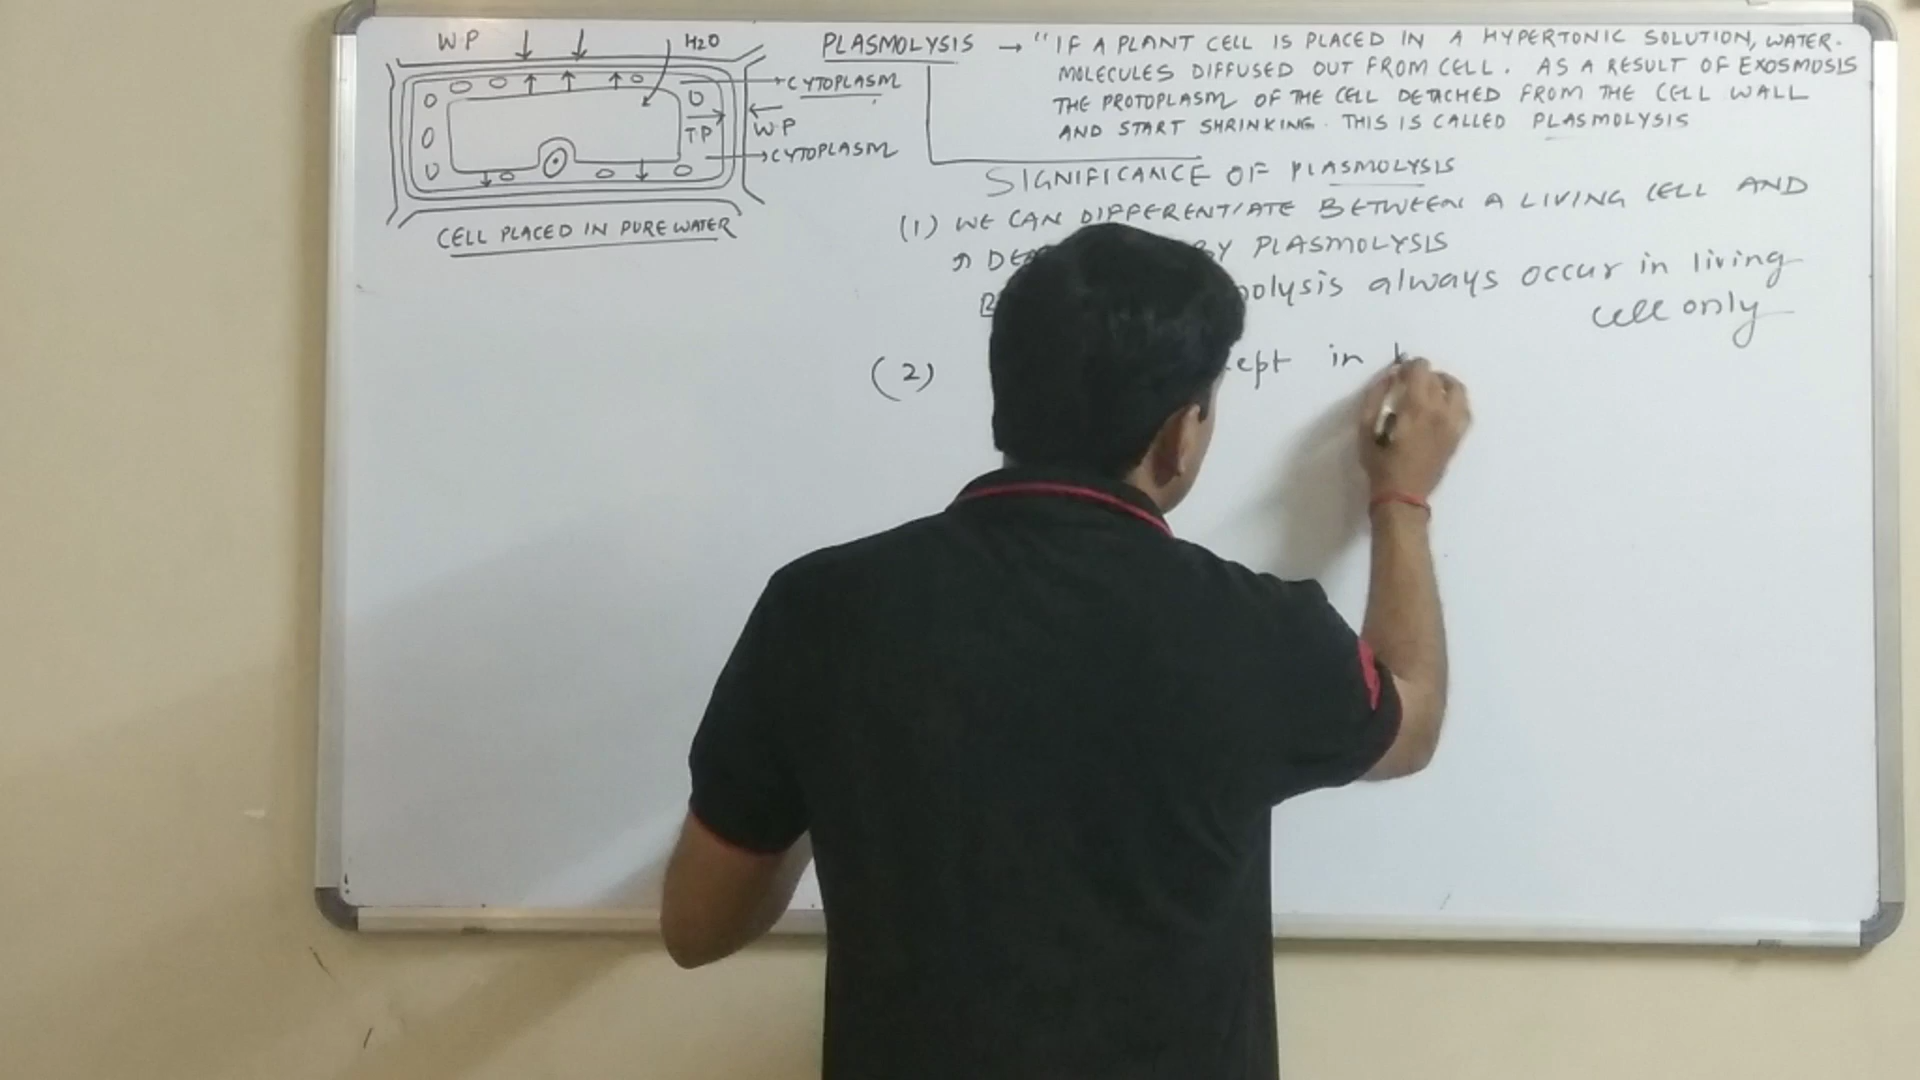 W.P
H2O
CYTOPLASM
T.P
W.P
CYTOPLASM
CELL PLACED IN PURE WATER
PLASMOLYSIS → "IF A PLANT CELL IS PLACED IN A HYPERTONIC SOLUTION, WATER.
MOLECULES DIFFUSED OUT FROM CELL. AS A RESULT OF EXOSMOSIS
THE PROTOPLASM OF THE CELL DETACHED FROM THE CELL WALL
AND START SHRINKING. THIS IS CALLED PLASMOLYSIS
SIGNIFICANCE OF PLASMOLYSIS
(1) WE CAN DIFFERENTIATE BETWEEN A LIVING CELL AND
BY PLASMOLYSIS
always occur in living
cell only
(2) in